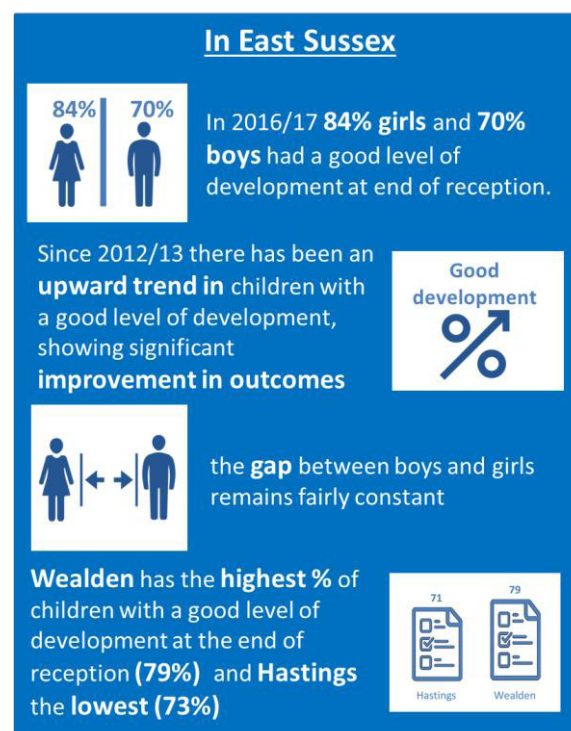 In East Sussex
84% 70%
In 2016/17 84% girls and 70%
boys had a good level of
development at end of reception.
Since 2012/13 there has been an
upward trend in children with
a good level of development,
showing significant
improvement in outcomes
Good
development
%
the gap between boys and girls
remains fairly constant
Wealden has the highest % of
children with a good level of
development at the end of
reception (79%) and Hastings
the lowest (73%)
71 79
Hastings Wealden